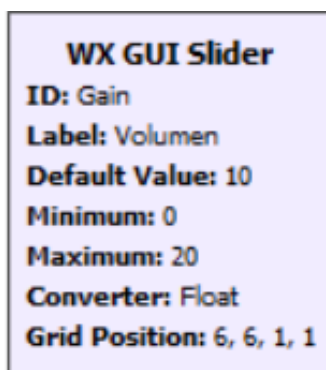 WX GUI Slider
ID: Gain
Label: Volumen
Default Value: 10
Minimum: 0
Maximum: 20
Converter: Float
Grid Position: 6, 6, 1, 1